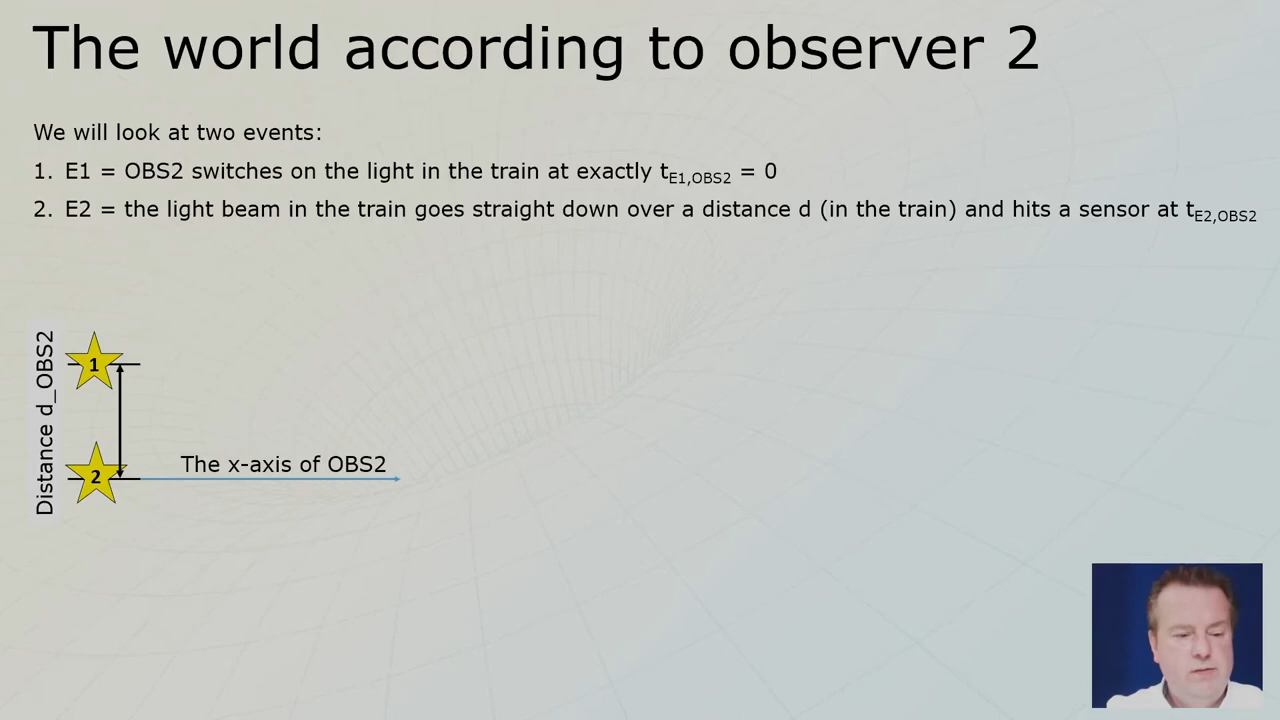 The world according to observer 2
We will look at two events:
1. E1 = OBS2 switches on the light in the train at exactly tE1,OBS2 = 0
2. E2 = the light beam in the train goes straight down over a distance d (in the train) and hits a sensor at tE2,OBS2
Distance d_OBS2
1
2
The x-axis of OBS2